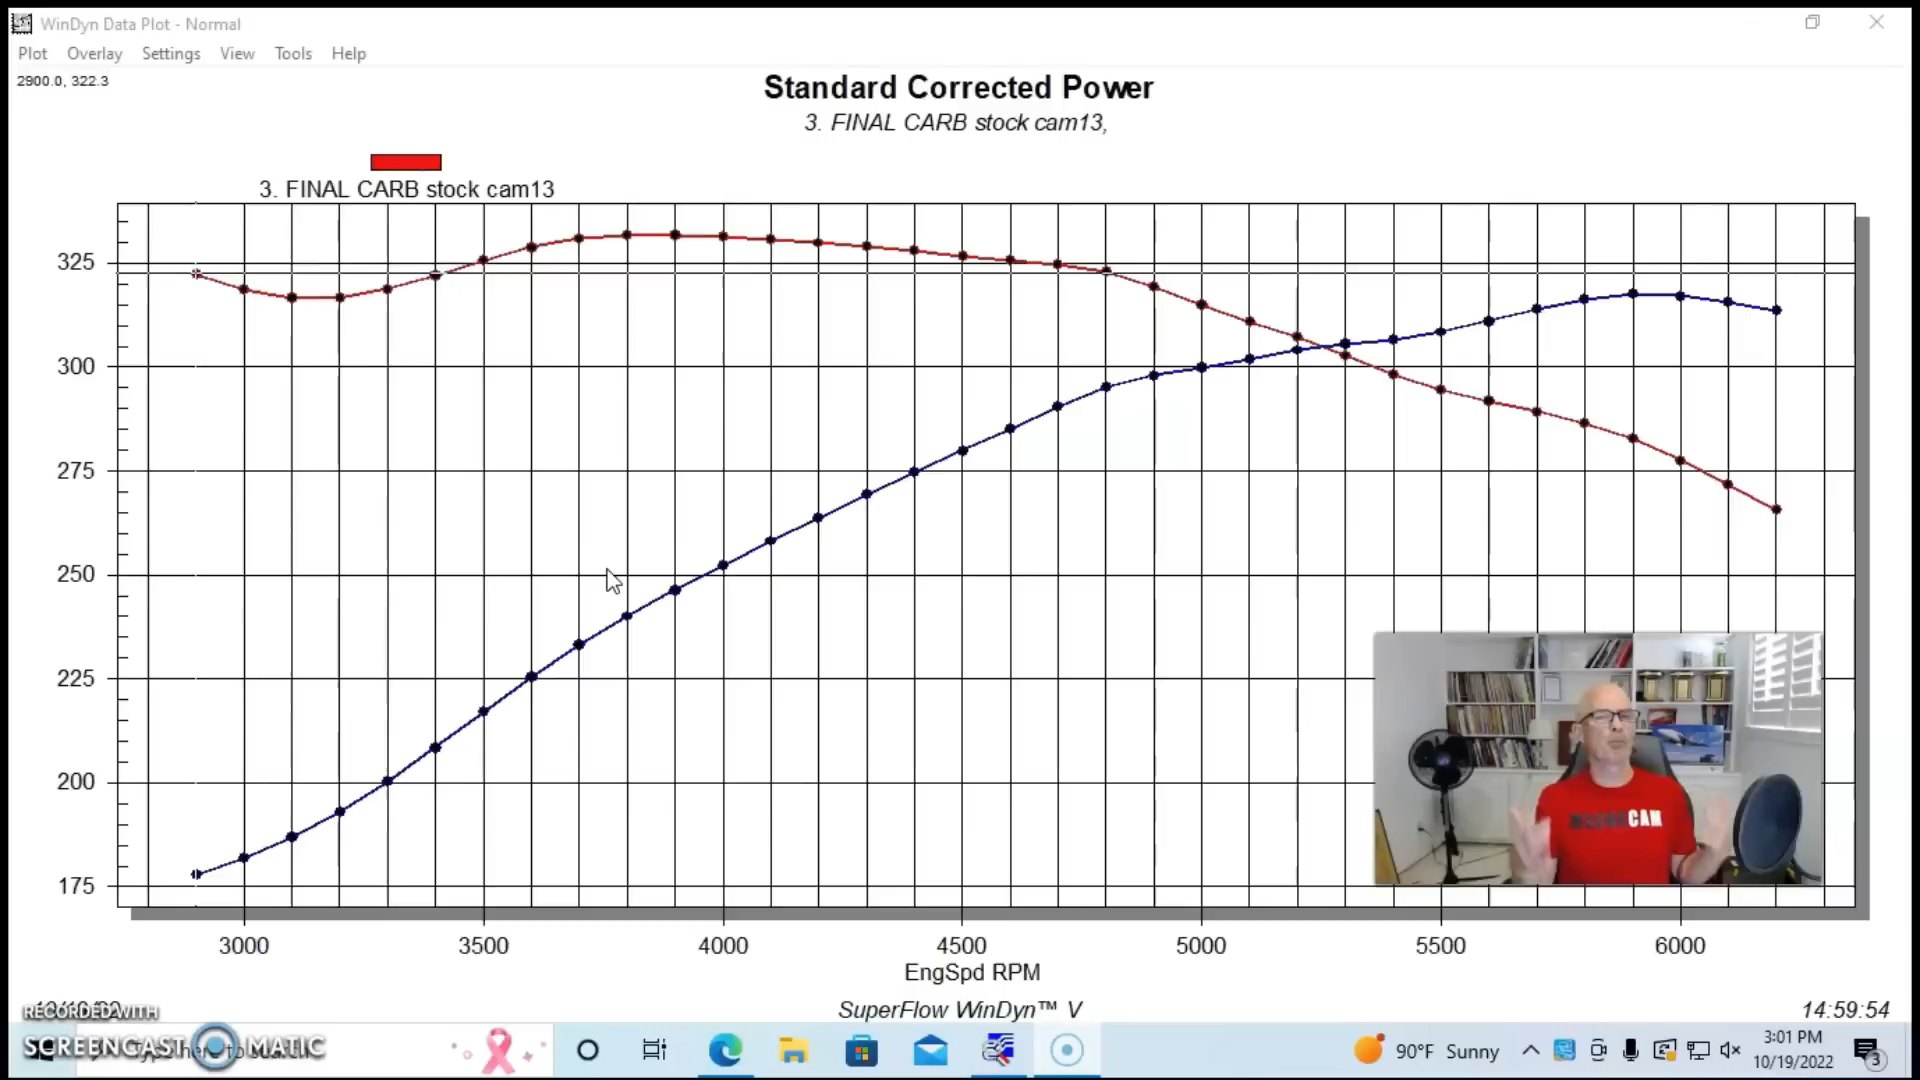 WinDyn Data Plot - Normal
Plot Overlay Settings View Tools Help
2900.0, 322.3
Standard Corrected Power
3. FINAL CARB stock cam13,
3. FINAL CARB stock cam13
325
300
275
250
225
200
175
3000 3500 4000 4500 5000 5500 6000
EngSpd RPM
SuperFlow WinDyn™ V
14:59:54
RECORDED WITH
SCREENCAST MATIC
90°F Sunny
3:01 PM
10/19/2022
3
CAM